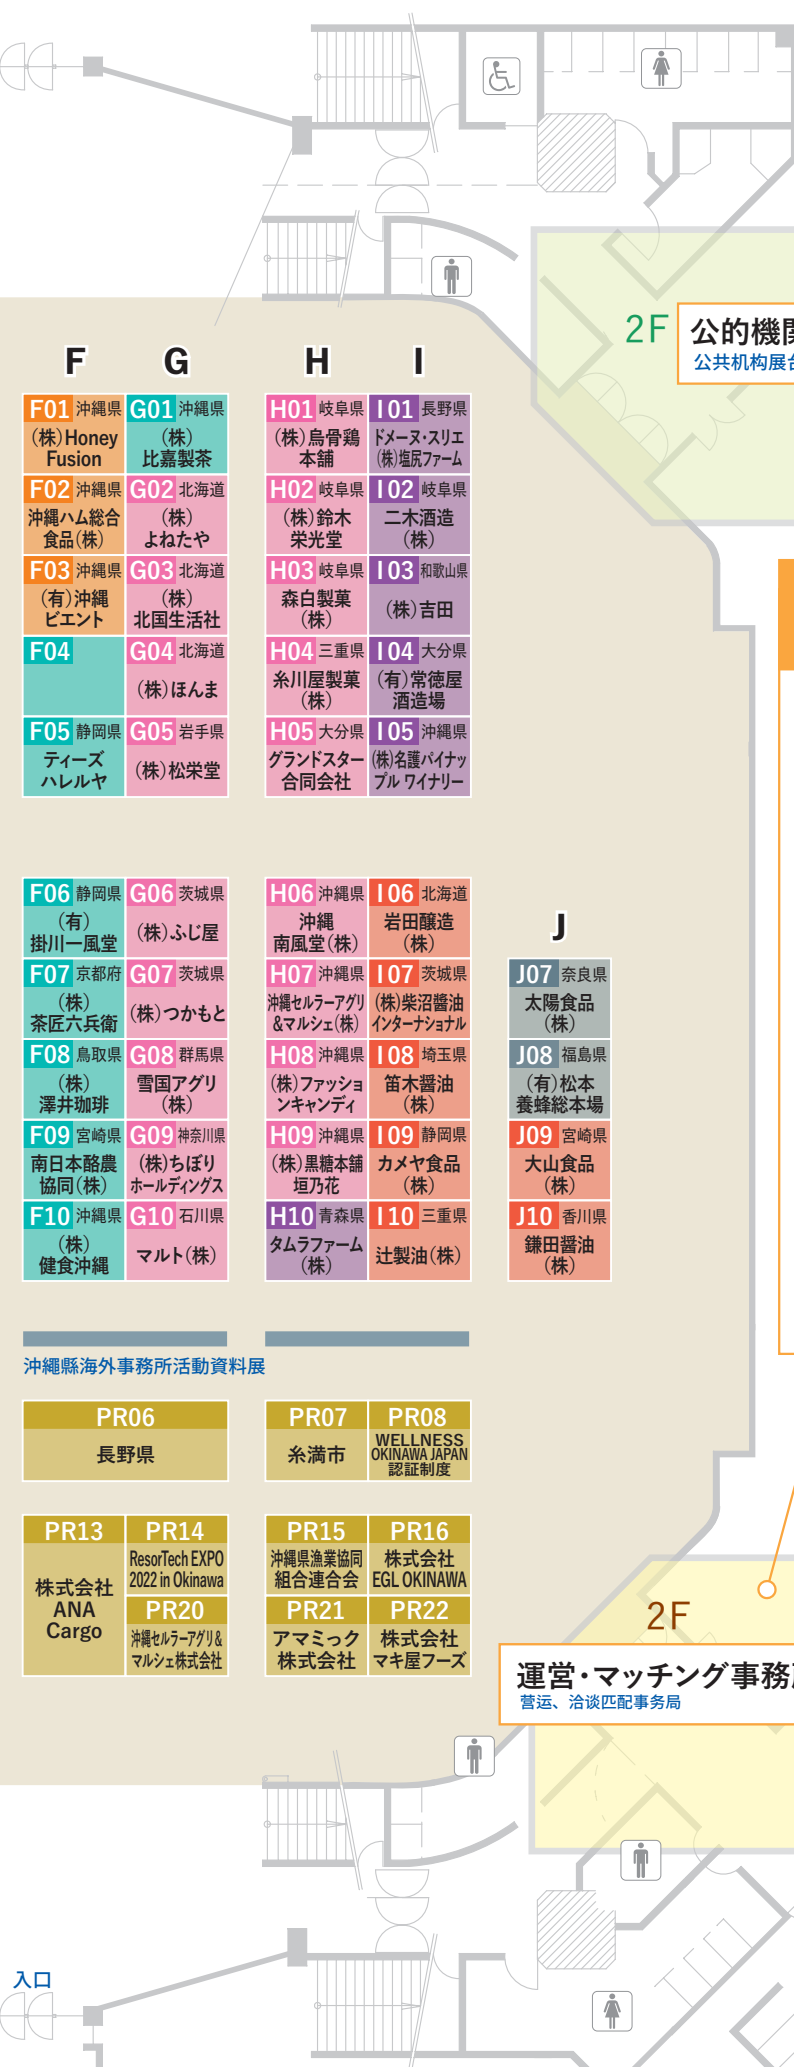 2F
公的機
公共机构展
F
G
H
I
F01 沖縄県
(株)Honey
Fusion
G01 沖縄県
(株)
比嘉製茶
H01 岐阜県
(株)烏骨鶏
本舗
I01 長野県
ドメーヌ・スリエ
(株)塩尻ファーム
F02 沖縄県
沖縄ハム総合
食品(株)
G02 北海道
(株)
よねたや
H02 岐阜県
(株)鈴木
栄光堂
I02 岐阜県
二木酒造
(株)
F03 沖縄県
(有)沖縄
ビエント
G03 北海道
(株)
北国生活社
H03 岐阜県
森白製菓
(株)
I03 和歌山県
(株)吉田
F04
G04 北海道
(株)ほんま
H04 三重県
糸川屋製菓
(株)
I04 大分県
(有)常徳屋
酒造場
F05 静岡県
ティーズ
ハレルヤ
G05 岩手県
(株)松栄堂
H05 大分県
グランドスター
合同会社
I05 沖縄県
(株)名護パイナッ
プル ワイナリー
F06 静岡県
(有)
掛川一風堂
G06 茨城県
(株)ふじ屋
H06 沖縄県
沖縄
南風堂(株)
I06 北海道
岩田醸造
(株)
J
F07 京都府
(株)
茶匠六兵衛
G07 茨城県
(株)つかもと
H07 沖縄県
沖縄セルラーアグリ
&マルシェ(株)
I07 茨城県
(株)柴沼醬油
インターナショナル
J07 奈良県
太陽食品
(株)
F08 鳥取県
(株)
澤井珈琲
G08 群馬県
雪国アグリ
(株)
H08 沖縄県
(株)ファッショ
ンキャンディ
I08 埼玉県
笛木醤油
(株)
J08 福島県
(有)松本
養蜂総本場
F09 宮崎県
南日本酪農
協同(株)
G09 神奈川県
(株)ちぼり
ホールディングス
H09 沖縄県
(株)黒糖本舗
垣乃花
I09 静岡県
カメヤ食品
(株)
J09 宮崎県
大山食品
(株)
F10 沖縄県
(株)
健食沖縄
G10 石川県
マルト(株)
H10 青森県
タムラファーム
(株)
I10 三重県
辻製油(株)
J10 香川県
鎌田醤油
(株)
沖縄縣海外事務所活動資料展
PR06
長野県
PR07
糸満市
PR08
WELLNESS
OKINAWA JAPAN
認証制度
PR13
株式会社
ANA
Cargo
PR14
ResorTech EXPO
2022 in Okinawa
PR15
沖縄県漁業協同
組合連合会
PR16
株式会社
EGL OKINAWA
PR20
沖縄セルラーアグリ&
マルシェ株式会社
PR21
アマミック
株式会社
PR22
株式会社
マキ屋フーズ
2F
運営・マッチング事務
营运、洽谈匹配事务局
入口